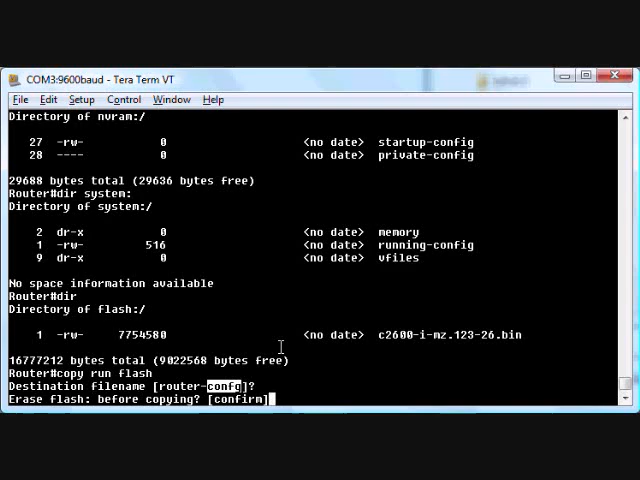 COM3:9600baud - Tera Term VT
File Edit Setup Control Window Help
Directory of nvram:/
27 -rw- 0 <no date> startup-config
28 ---- 0 <no date> private-config
29688 bytes total (29636 bytes free)
Router#dir system:
Directory of system:/
2 dr-x 0 <no date> memory
1 -rw- 516 <no date> running-config
9 dr-x 0 <no date> vfiles
No space information available
Router#dir
Directory of flash:/
1 -rw- 7754580 <no date> c2600-i-mz.123-26.bin
16777212 bytes total (9022568 bytes free)
Router#copy run flash
Destination filename [router-confg]?
Erase flash: before copying? [confirm]